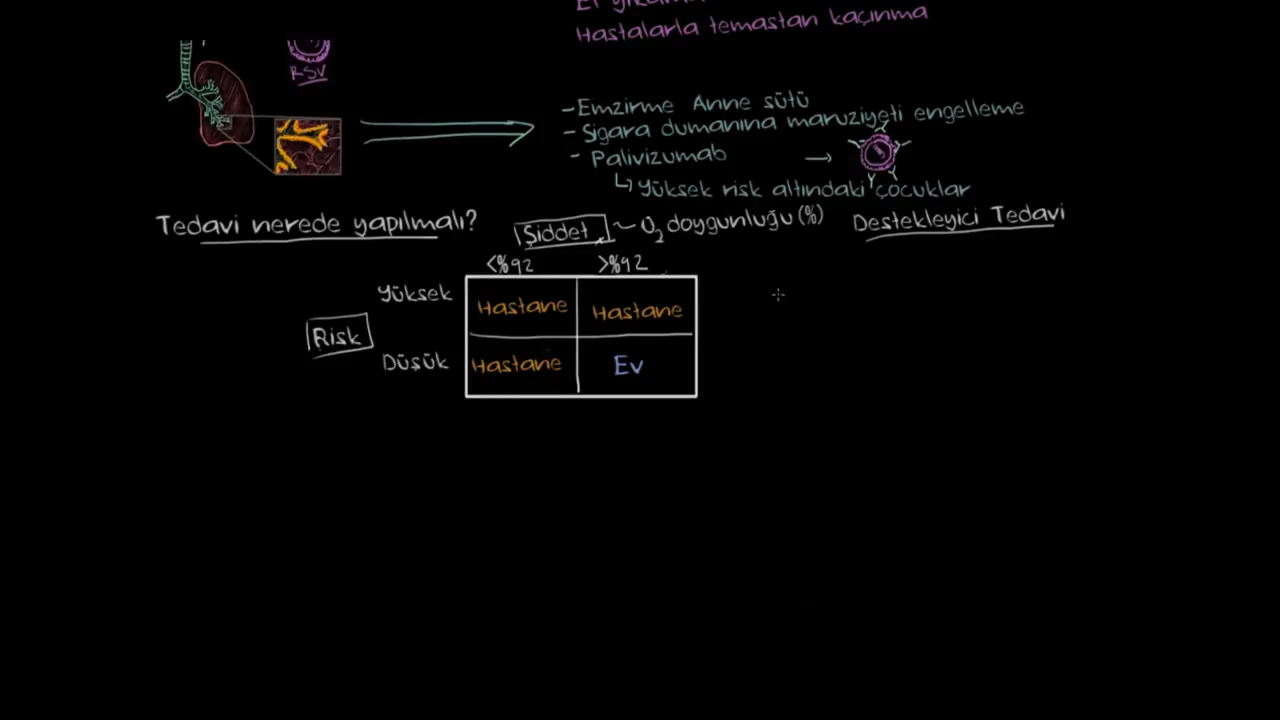 Hastalarla temastan kaçınma
RSV
-Emzirme Anne sütü
- Sigara dumanına maruziyeti engelleme
- Palivizumab →
↳ Yüksek risk altındaki çocuklar
Tedavi nerede yapılmalı?
Şiddet ~ O₂ doygunluğu (%)
Destekleyici Tedavi
<%92 >%92
Yüksek Hastane Hastane
Risk
Düşük Hastane Ev